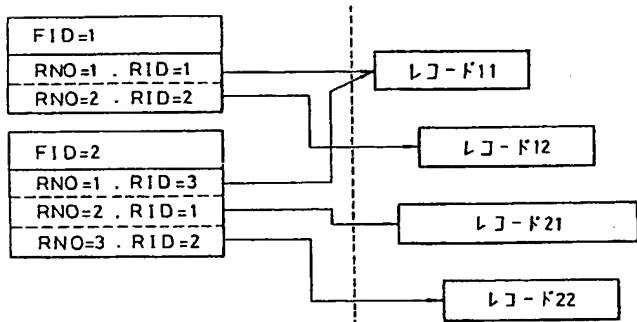 FID=1
RNO=1 . RID=1
RNO=2 . RID=2
FID=2
RNO=1 . RID=3
RNO=2 . RID=1
RNO=3 . RID=2
レコード11
レコード12
レコード21
レコード22